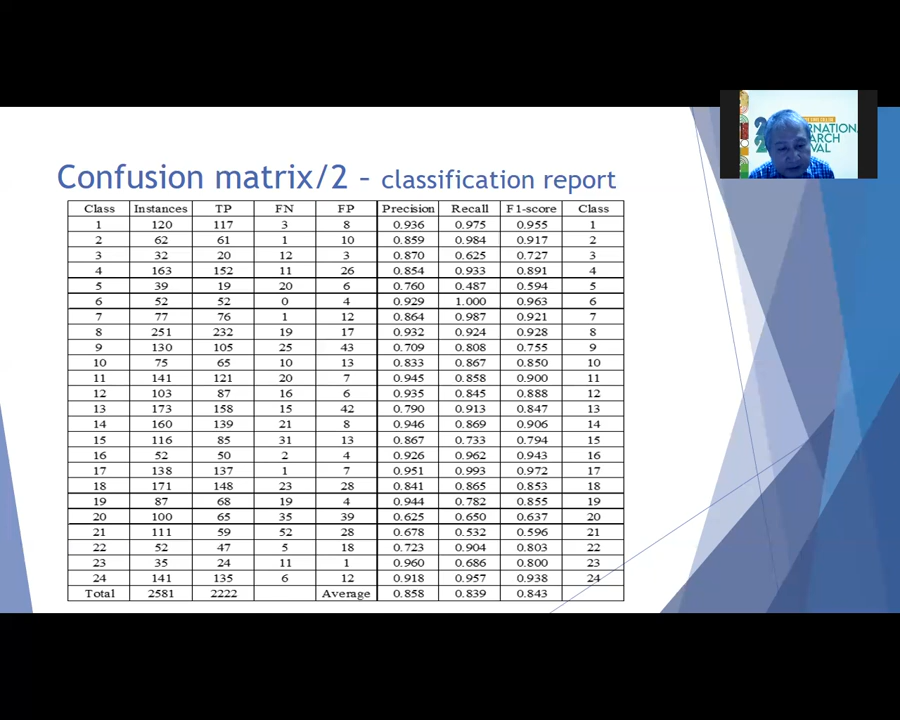 Confusion matrix/2 – classification report
Class Instances TP FN FP Precision Recall F1-score Class
1 120 117 3 8 0.936 0.975 0.955 1
2 62 61 1 10 0.859 0.984 0.917 2
3 32 20 12 3 0.870 0.625 0.727 3
4 163 152 11 26 0.854 0.933 0.891 4
5 39 19 20 6 0.760 0.487 0.594 5
6 52 52 0 4 0.929 1.000 0.963 6
7 77 76 1 12 0.864 0.987 0.921 7
8 251 232 19 17 0.932 0.924 0.928 8
9 130 105 25 43 0.709 0.808 0.755 9
10 75 65 10 13 0.833 0.867 0.850 10
11 141 121 20 7 0.945 0.858 0.900 11
12 103 87 16 6 0.935 0.845 0.888 12
13 173 158 15 42 0.790 0.913 0.847 13
14 160 139 21 8 0.946 0.869 0.906 14
15 116 85 31 13 0.867 0.733 0.794 15
16 52 50 2 4 0.926 0.962 0.943 16
17 138 137 1 7 0.951 0.993 0.972 17
18 171 148 23 28 0.841 0.865 0.853 18
19 87 68 19 4 0.944 0.782 0.855 19
20 100 65 35 39 0.625 0.650 0.637 20
21 111 59 52 28 0.678 0.532 0.596 21
22 52 47 5 18 0.723 0.904 0.803 22
23 35 24 11 1 0.960 0.686 0.800 23
24 141 135 6 12 0.918 0.957 0.938 24
Total 2581 2222 Average 0.858 0.839 0.843